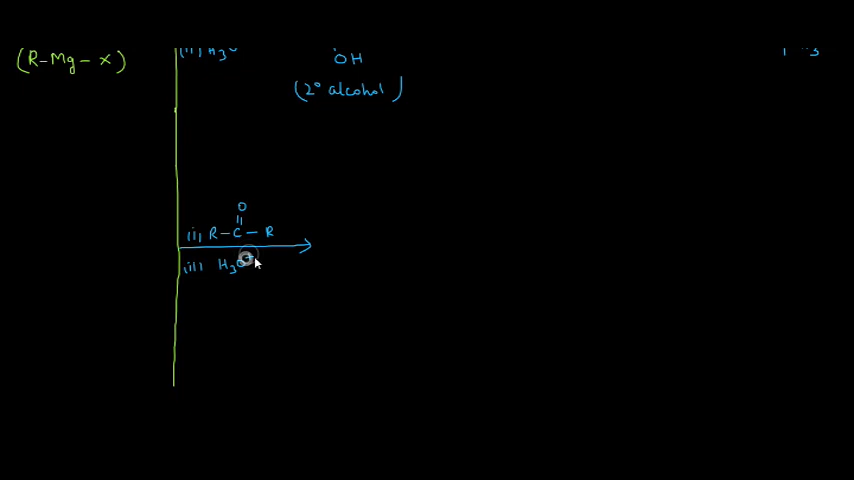 (R-Mg-X)
OH
(2° alcohol)
O
||
(i) R-C-R
(ii) H3O+